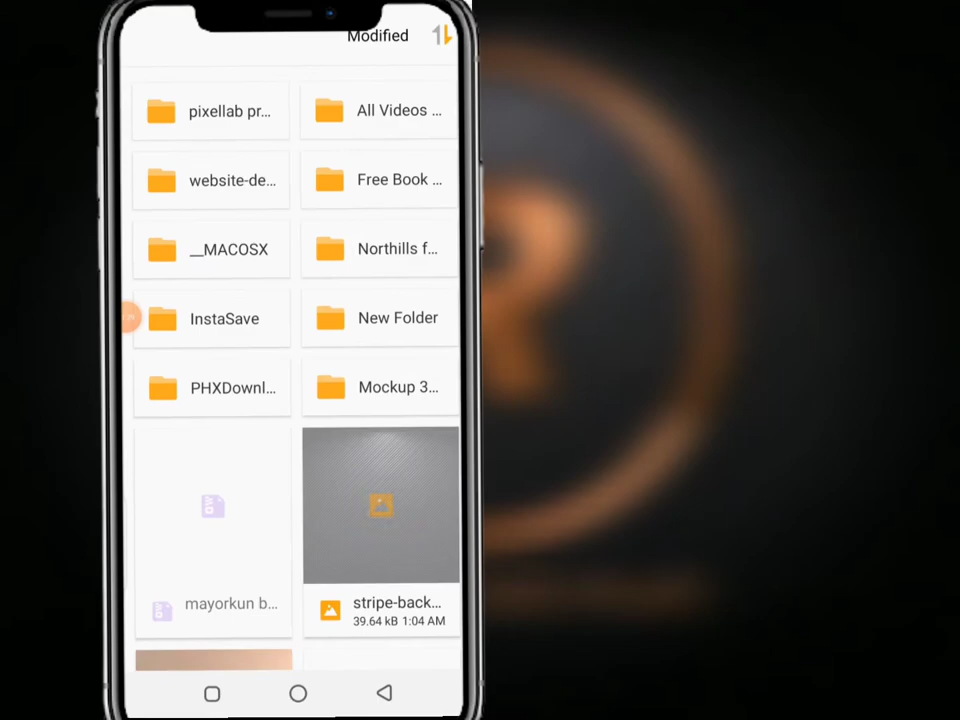 Modified
pixellab pr...
All Videos ...
website-de...
Free Book ...
__MACOSX
Northills f...
InstaSave
New Folder
PHXDownl...
Mockup 3...
mayorkun b...
stripe-back...
39.64 kB 1:04 AM